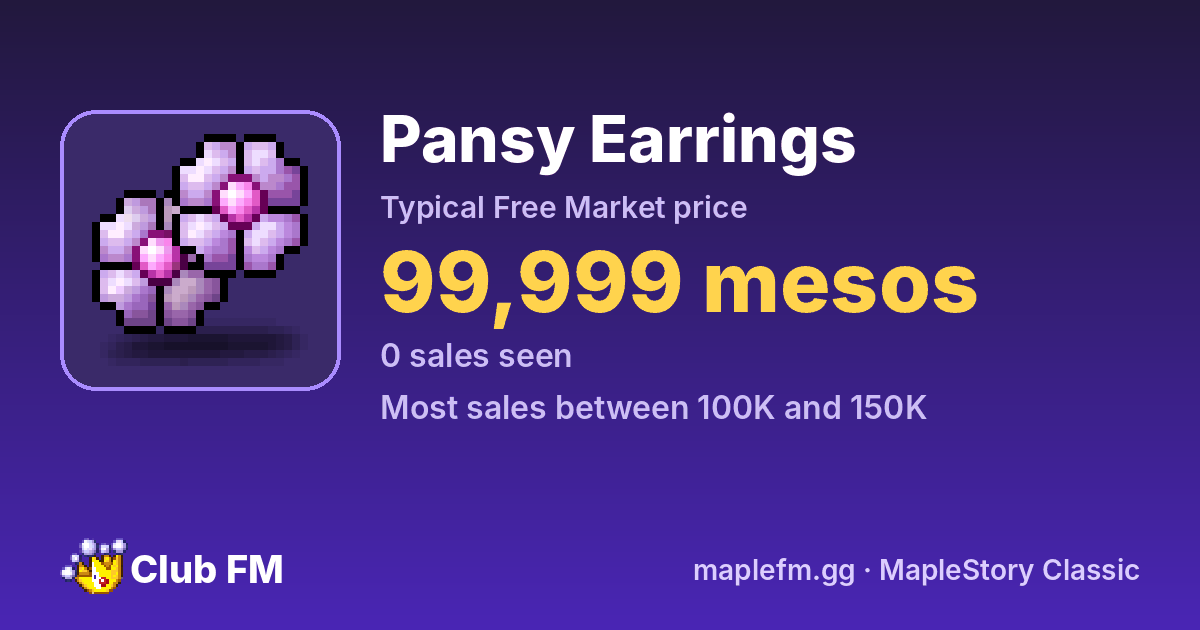 Pansy Earrings
Typical Free Market price
99,999 mesos
0 sales seen
Most sales between 100K and 150K
Club FM
maplefm.gg · MapleStory Classic